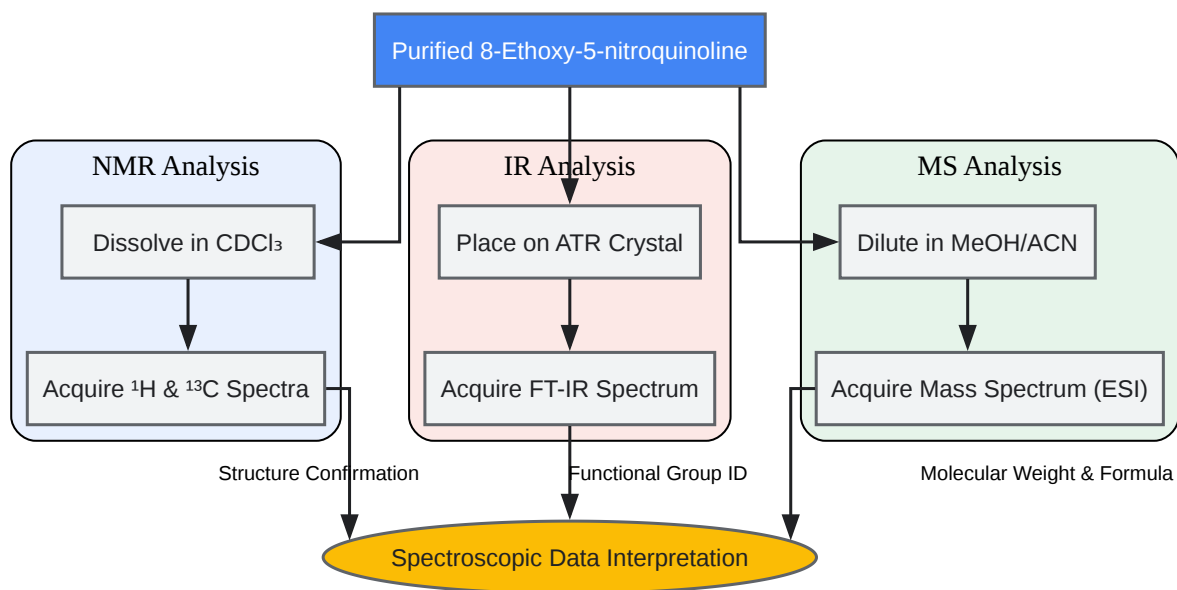 Purified 8-Ethoxy-5-nitroquinoline
NMR Analysis
IR Analysis
MS Analysis
Dissolve in CDCl₃
Place on ATR Crystal
Dilute in MeOH/ACN
Acquire ¹H & ¹³C Spectra
Acquire FT-IR Spectrum
Acquire Mass Spectrum (ESI)
Structure Confirmation
Functional Group ID
Molecular Weight & Formula
Spectroscopic Data Interpretation